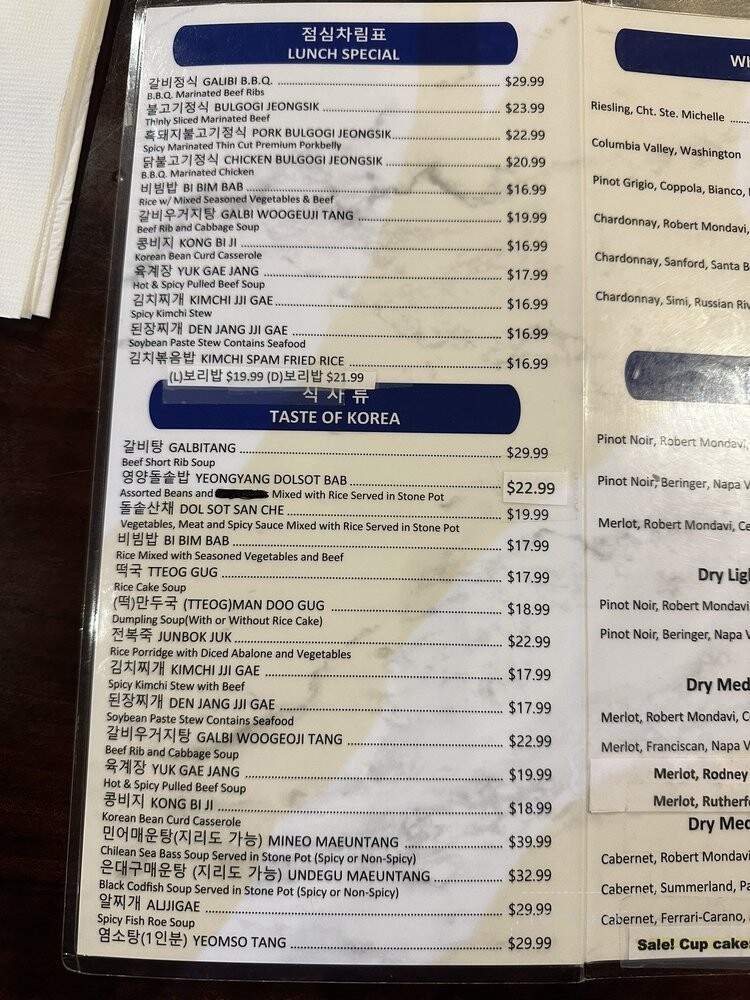 점심차림표
LUNCH SPECIAL
갈비정식 GALIBI B.B.Q. $29.99
B.B.Q. Marinated Beef Ribs
불고기정식 BULGOGI JEONGSIK $23.99
Thinly Sliced Marinated Beef
흑돼지불고기정식 PORK BULGOGI JEONGSIK $22.99
Spicy Marinated Thin Cut Premium Porkbelly
닭불고기정식 CHICKEN BULGOGI JEONGSIK $20.99
B.B.Q. Marinated Chicken
비빔밥 BI BIM BAB $16.99
Rice w/ Mixed Seasoned Vegetables & Beef
갈비우거지탕 GALBI WOOGEUJI TANG $19.99
Beef Rib and Cabbage Soup
콩비지 KONG BI JI $16.99
Korean Bean Curd Casserole
육계장 YUK GAE JANG $17.99
Hot & Spicy Pulled Beef Soup
김치찌개 KIMCHI JJI GAE $16.99
Spicy Kimchi Stew
된장찌개 DEN JANG JJI GAE $16.99
Soybean Paste Stew Contains Seafood
김치볶음밥 KIMCHI SPAM FRIED RICE $16.99
(L)보리밥 $19.99 (D)보리밥 $21.99
식 사 류
TASTE OF KOREA
갈비탕 GALBITANG $29.99
Beef Short Rib Soup
영양돌솥밥 YEONGYANG DOLSOT BAB $22.99
Assorted Beans and Mixed with Rice Served in Stone Pot
돌솥산채 DOL SOT SAN CHE $19.99
Vegetables, Meat and Spicy Sauce Mixed with Rice Served in Stone Pot
비빔밥 BI BIM BAB $17.99
Rice Mixed with Seasoned Vegetables and Beef
떡국 TTEOG GUG $17.99
Rice Cake Soup
(떡)만두국 (TTEOG)MAN DOO GUG $18.99
Dumpling Soup(With or Without Rice Cake)
전복죽 JUNBOK JUK $22.99
Rice Porridge with Diced Abalone and Vegetables
김치찌개 KIMCHI JJI GAE $17.99
Spicy Kimchi Stew with Beef
된장찌개 DEN JANG JJI GAE $17.99
Soybean Paste Stew Contains Seafood
갈비우거지탕 GALBI WOOGEOJI TANG $22.99
Beef Rib and Cabbage Soup
육계장 YUK GAE JANG $19.99
Hot & Spicy Pulled Beef Soup
콩비지 KONG BI JI $18.99
Korean Bean Curd Casserole
민어매운탕(지리도 가능) MINEO MAEUNTANG $39.99
Chilean Sea Bass Soup Served in Stone Pot (Spicy or Non-Spicy)
은대구매운탕 (지리도 가능) UNDEGU MAEUNTANG $32.99
Black Codfish Soup Served in Stone Pot (Spicy or Non-Spicy)
알찌개 ALJJIGAE $29.99
Spicy Fish Roe Soup
염소탕(1인분) YEOMSO TANG $29.99
Riesling, Cht. Ste. Michelle
Columbia Valley, Washington
Pinot Grigio, Coppola, Bianco,
Chardonnay, Robert Mondavi,
Chardonnay, Sanford, Santa B
Chardonnay, Simi, Russian Riv
Pinot Noir, Robert Mondavi,
Pinot Noir, Beringer, Napa V
Merlot, Robert Mondavi, Ce
Dry Lig
Pinot Noir, Robert Mondavi
Pinot Noir, Beringer, Napa V
Dry Med
Merlot, Robert Mondavi, C
Merlot, Franciscan, Napa V
Merlot, Rodney
Merlot, Rutherf
Dry Med
Cabernet, Robert Mondavi
Cabernet, Summerland, Pa
Cabernet, Ferrari-Carano,
Sale! Cup cake